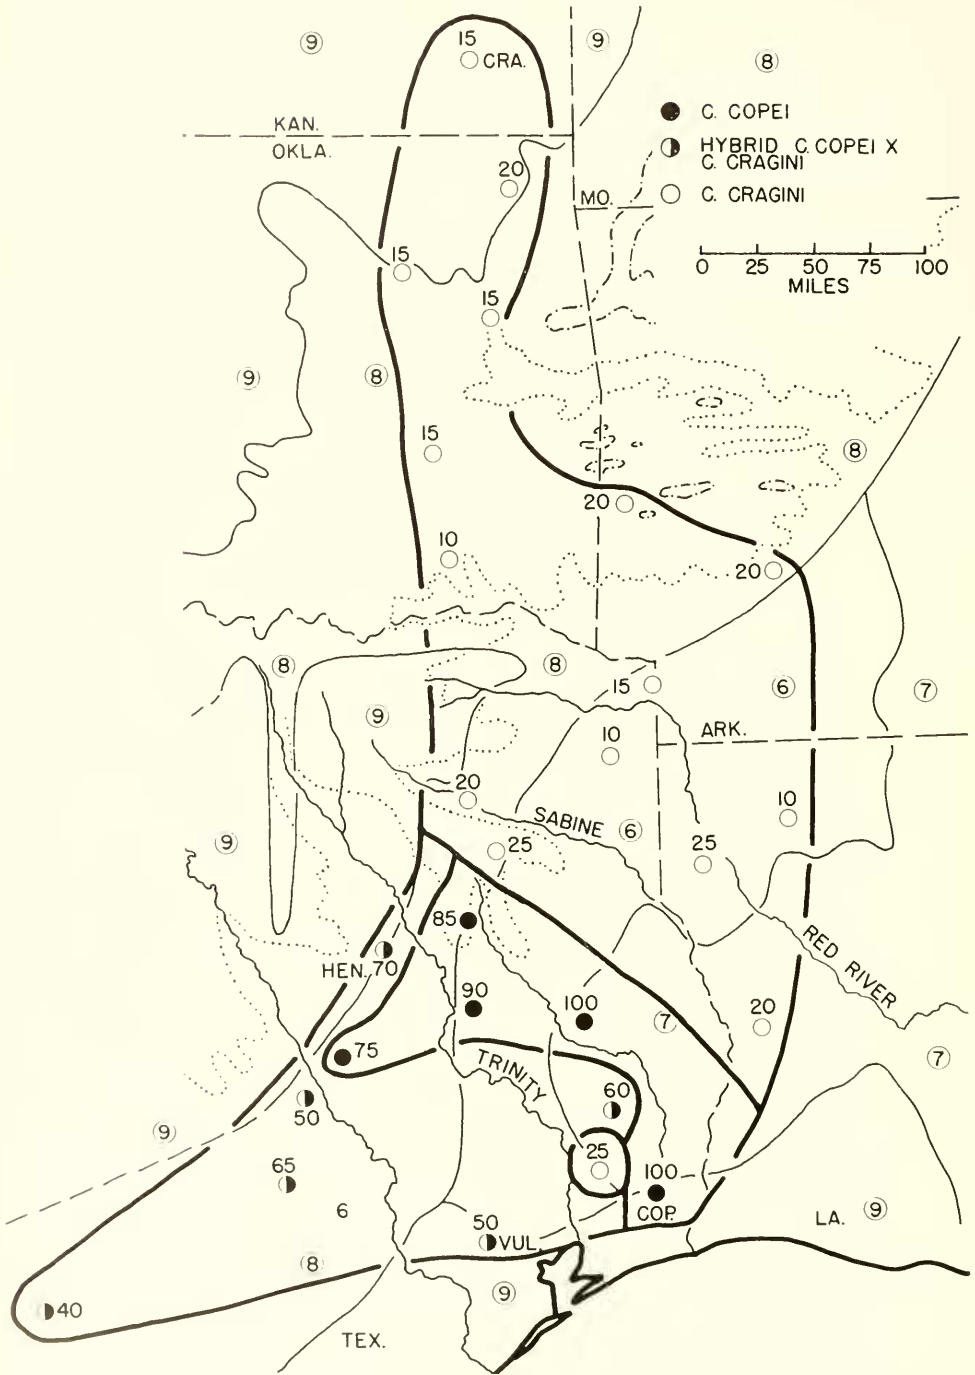 9
15
CRA.
9
8
C. COPEI
KAN.
OKLA.
HYBRID C. COPEI X
C. CRAGINI
20
MO.
C. CRAGINI
0 25 50 75 100
MILES
15
15
9
8
15
8
20
10
20
8
8
15
6
7
9
ARK.
10
20
10
SABINE
6
9
25
25
85
RED RIVER
HEN. 70
90
100
7
20
75
TRINITY
7
60
50
9
25
65
100
COP.
6
50
VUL.
LA.
9
8
9
40
TEX.